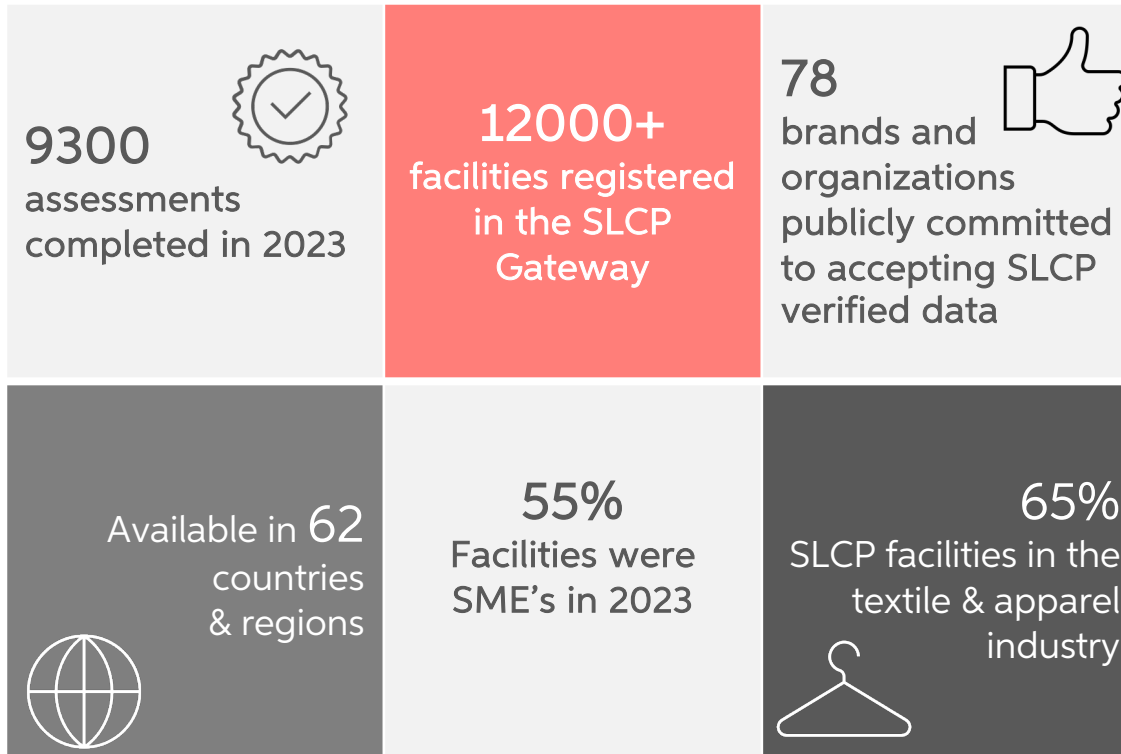 9300
assessments
completed in 2023
12000+
facilities registered
in the SLCP
Gateway
78
brands and
organizations
publicly committed
to accepting SLCP
verified data
Available in 62
countries
& regions
55%
Facilities were
SME's in 2023
65%
SLCP facilities in the
textile & apparel
industry